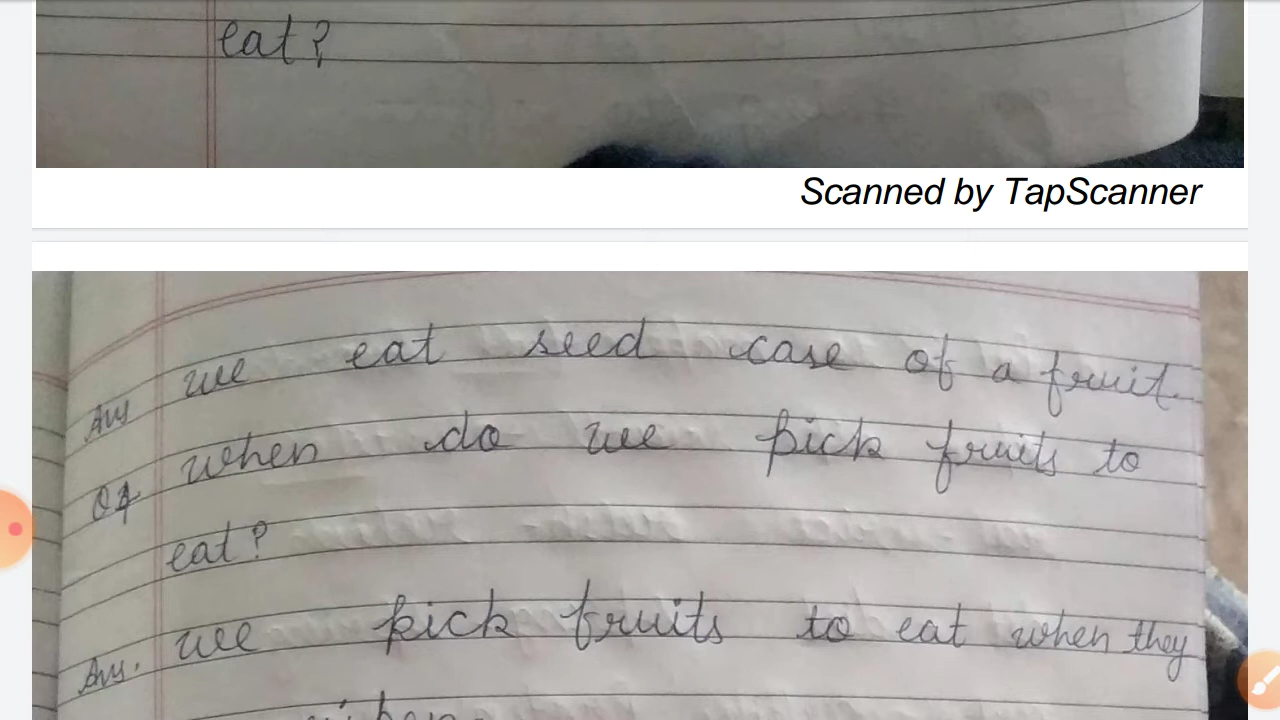 eat?
Scanned by TapScanner
Ans we eat seed case of a fruit.
Q4 when do we pick fruits to
eat?
Ans. we pick fruits to eat when they